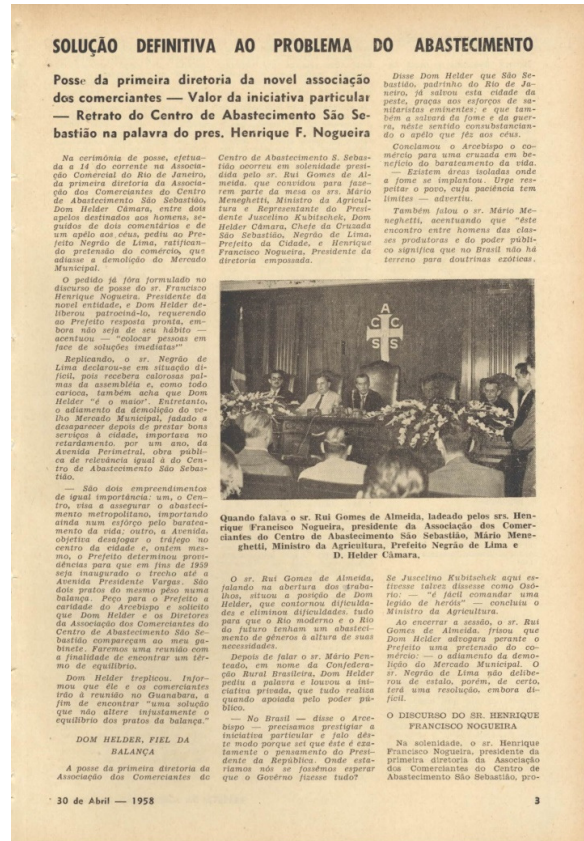 SOLUÇÃO DEFINITIVA AO PROBLEMA DO ABASTECIMENTO
Posse da primeira diretoria da novel associação
dos comerciantes — Valor da iniciativa particular
— Retrato do Centro de Abastecimento São Se-
bastião na palavra do pres. Henrique F. Nogueira
Na cerimônia de posse, efetua-
da a 14 do corrente na Associa-
ção Comercial do Rio de Janeiro,
da primeira diretoria da Associa-
ção dos Comerciantes do Centro
de Abastecimento São Sebastião,
Dom Helder Câmara, entre dois
apelos destinados aos homens, se-
guidos de dois comentários e de
um apêlo aos céus, pediu ao Pre-
feito Negrão de Lima, ratifican-
do pretensão do comércio, que
adiasse a demolição do Mercado
Municipal.
O pedido já fôra formulado no
discurso de posse do sr. Francisco
Henrique Nogueira. Presidente da
novel entidade, e Dom Helder de-
liberou patrociná-lo, requerendo
ao Prefeito resposta pronta, em-
bora não seja de seu hábito —
acentuou — "colocar pessoas em
face de soluções imediatas"
Replicando, o sr. Negrão de
Lima declarou-se em situação di-
fícil, pois recebera calorosas pal-
mas da assembléia e, como todo
carioca, também acha que Dom
Helder "é o maior". Entretanto,
o adiamento da demolição do ve-
lho Mercado Municipal, fadado a
desaparecer depois de prestar bons
serviços à cidade, importava no
retardamento, por um ano, da
Avenida Perimetral, obra públi-
ca de relevância igual à do Cen-
tro de Abastecimento São Sebas-
tião.
— São dois empreendimentos
de igual importância: um, o Cen-
tro, visa a assegurar o abasteci-
mento metropolitano, importando
ainda num esfôrço pelo barateа-
mento da vida; outro, a Avenida,
objetiva desafogar o tráfego no
centro da cidade e, ontem mes-
mo, o Prefeito determinou provi-
dências para que em fins de 1959
seja inaugurado o trecho até a
Avenida Presidente Vargas. São
dois pratos do mesmo pêso numa
balança. Peço para o Prefeito a
caridade do Arcebispo e solicito
que Dom Helder e os Diretores
da Associação dos Comerciantes do
Centro de Abastecimento São Se-
bastião compareçam ao meu ga-
binete. Faremos uma reunião com
a finalidade de encontrar um têr-
mo de equilíbrio.
Dom Helder treplicou. Infor-
mou que êle e os comerciantes
irão à reunião no Guanabara, a
fim de encontrar "uma solução
que não altere injustamente o
equilíbrio dos pratos da balança."
DOM HELDER, FIEL DA
BALANÇA
A posse da primeira diretoria da
Associação dos Comerciantes do
Centro de Abastecimento S. Sebas-
tião ocorreu em solenidade presi-
dida pelo sr. Rui Gomes de Al-
meida, que convidou para faze-
rem parte da mesa os srs. Mário
Meneghetti, Ministro da Agricul-
tura e Representante do Presi-
dente Juscelino Kubitschek, Dom
Helder Câmara, Chefe da Cruzada
São Sebastião, Negrão de Lima,
Prefeito da Cidade, e Henrique
Francisco Nogueira, Presidente da
diretoria empossada.
Disse Dom Helder que São Se-
bastião, padrinho do Rio de Ja-
neiro, já salvou esta cidade da
peste, graças aos esforços de sa-
nitaristas eminentes; e que tam-
bém a salvará da fome e da guer-
ra, nêste sentido consubstancian-
do o apêlo que fêz aos céus.
Conclamou o Arcebispo o co-
mércio para uma cruzada em be-
nefício do barateamento da vida.
— Existem áreas isoladas onde
a fome se implantou. Urge res-
peitar o povo, cuja paciência tem
limites — advertiu.
Também falou o sr. Mário Me-
neghetti, acentuando que "êste
encontro entre homens das clas-
ses produtoras e do poder públi-
co significa que no Brasil não há
terreno para doutrinas exóticas.
A
C C
S S
Quando falava o sr. Rui Gomes de Almeida, ladeado pelos srs. Hen-
rique Francisco Nogueira, presidente da Associação dos Comer-
ciantes do Centro de Abastecimento São Sebastião, Mário Mene-
ghetti, Ministro da Agricultura, Prefeito Negrão de Lima e
D. Helder Câmara.
O sr. Rui Gomes de Almeida,
falando na abertura dos traba-
lhos, situou a posição de Dom
Helder, que contornou dificulda-
des e eliminou dificuldades, tudo
para que o Rio moderno e o Rio
do futuro tenham um abasteci-
mento de gêneros à altura de suas
necessidades.
Depois de falar o sr. Mário Pen-
teado, em nome da Confedera-
ção Rural Brasileira, Dom Helder
pediu a palavra e louvou a ini-
ciativa privada, que tudo realiza
quando apoiada pelo poder pú-
blico.
— No Brasil — disse o Arce-
bispo — precisamos prestigiar a
iniciativa particular e falo dês-
te modo porque sei que êste é exa-
tamente o pensamento do Presi-
dente da República. Onde esta-
ríamos nós se fossêmos esperar
que o Govêrno fizesse tudo?
Se Juscelino Kubitschek aqui es-
tivesse talvez dissesse como Osó-
rio: — "é fácil comandar uma
legião de heróis" — concluiu o
Ministro da Agricultura.
Ao encerrar a sessão, o sr. Rui
Gomes de Almeida, frisou que
Dom Helder advogara perante o
Prefeito uma pretensão do co-
mércio: — o adiamento da demo-
lição do Mercado Municipal. O
sr. Negrão de Lima não delibe-
rou de estalo, porém, de certo,
terá uma resolução, embora di-
fícil.
O DISCURSO DO SR. HENRIQUE
FRANCISCO NOGUEIRA
Na solenidade, o sr. Henrique
Francisco Nogueira, presidente da
primeira diretoria da Associação
dos Comerciantes do Centro de
Abastecimento São Sebastião, pro-
30 de Abril — 1958
3